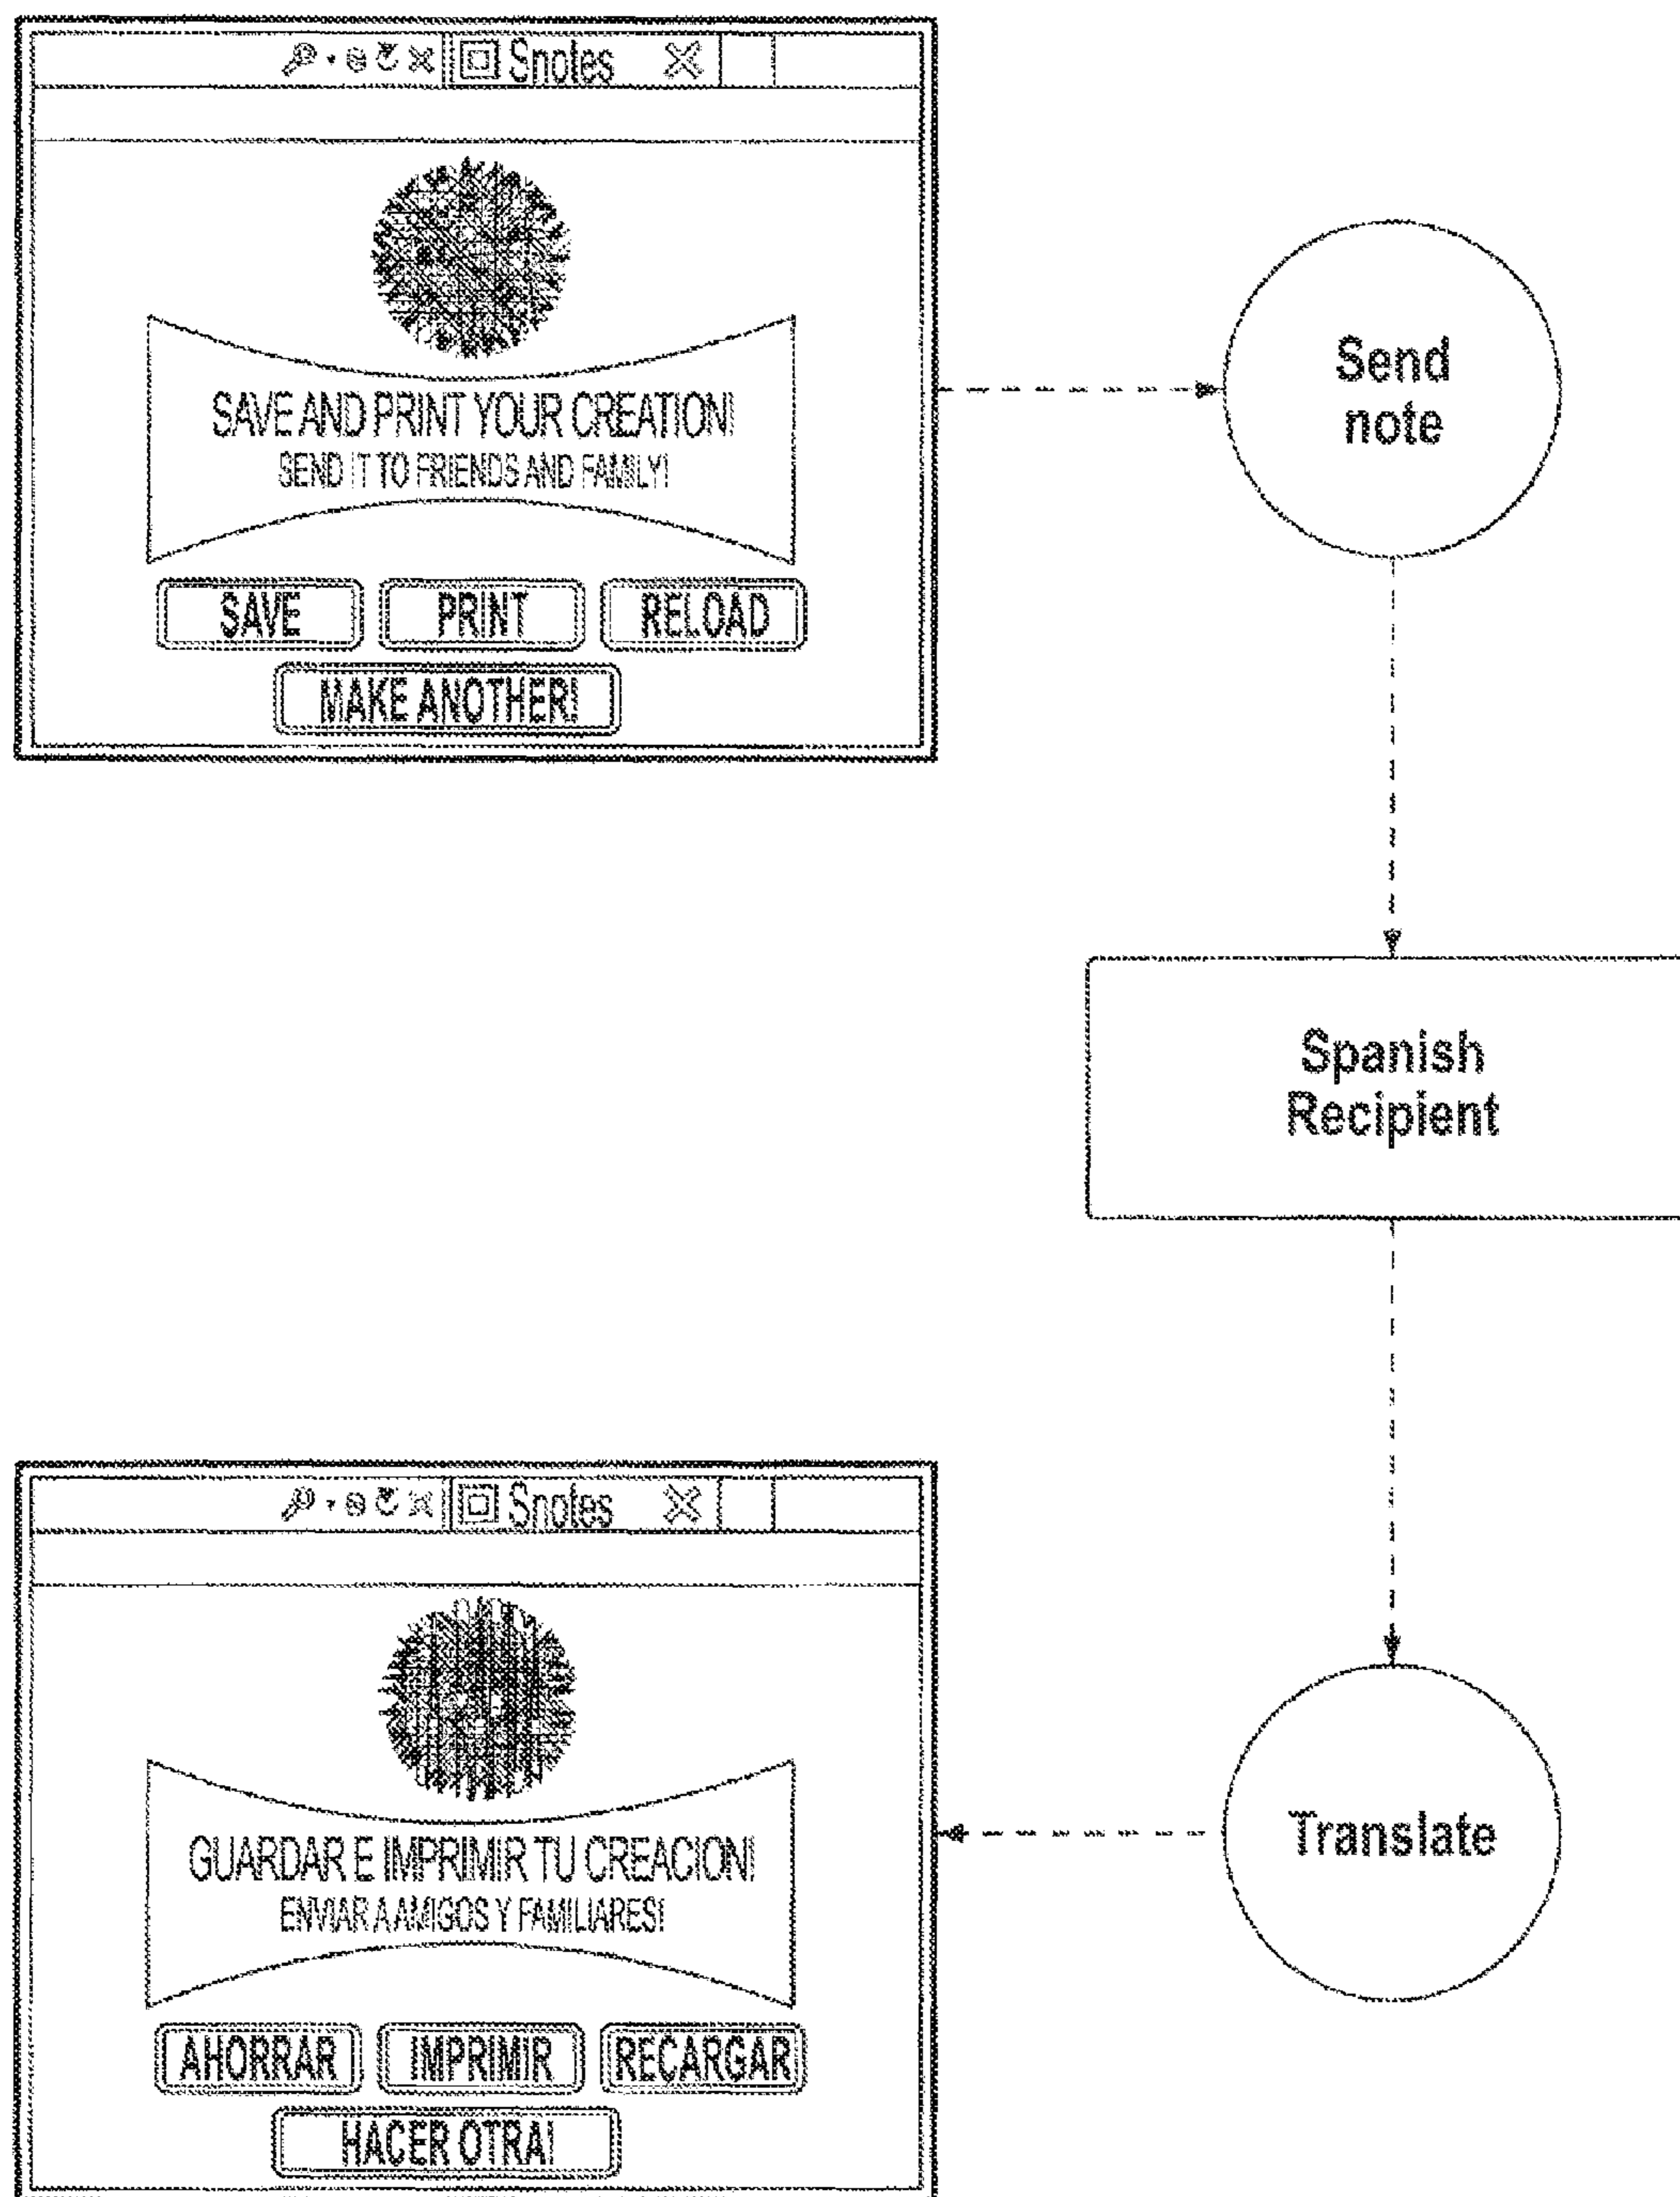 Snotes
SAVE AND PRINT YOUR CREATION!
SEND IT TO FRIENDS AND FAMILY!
SAVE PRINT RELOAD
MAKE ANOTHER!
Send
note
Spanish
Recipient
Translate
Snotes
GUARDAR E IMPRIMIR TU CREACION!
ENVIAR A AMIGOS Y FAMILIARES!
AHORRAR IMPRIMIR RECARGAR
HACER OTRA!